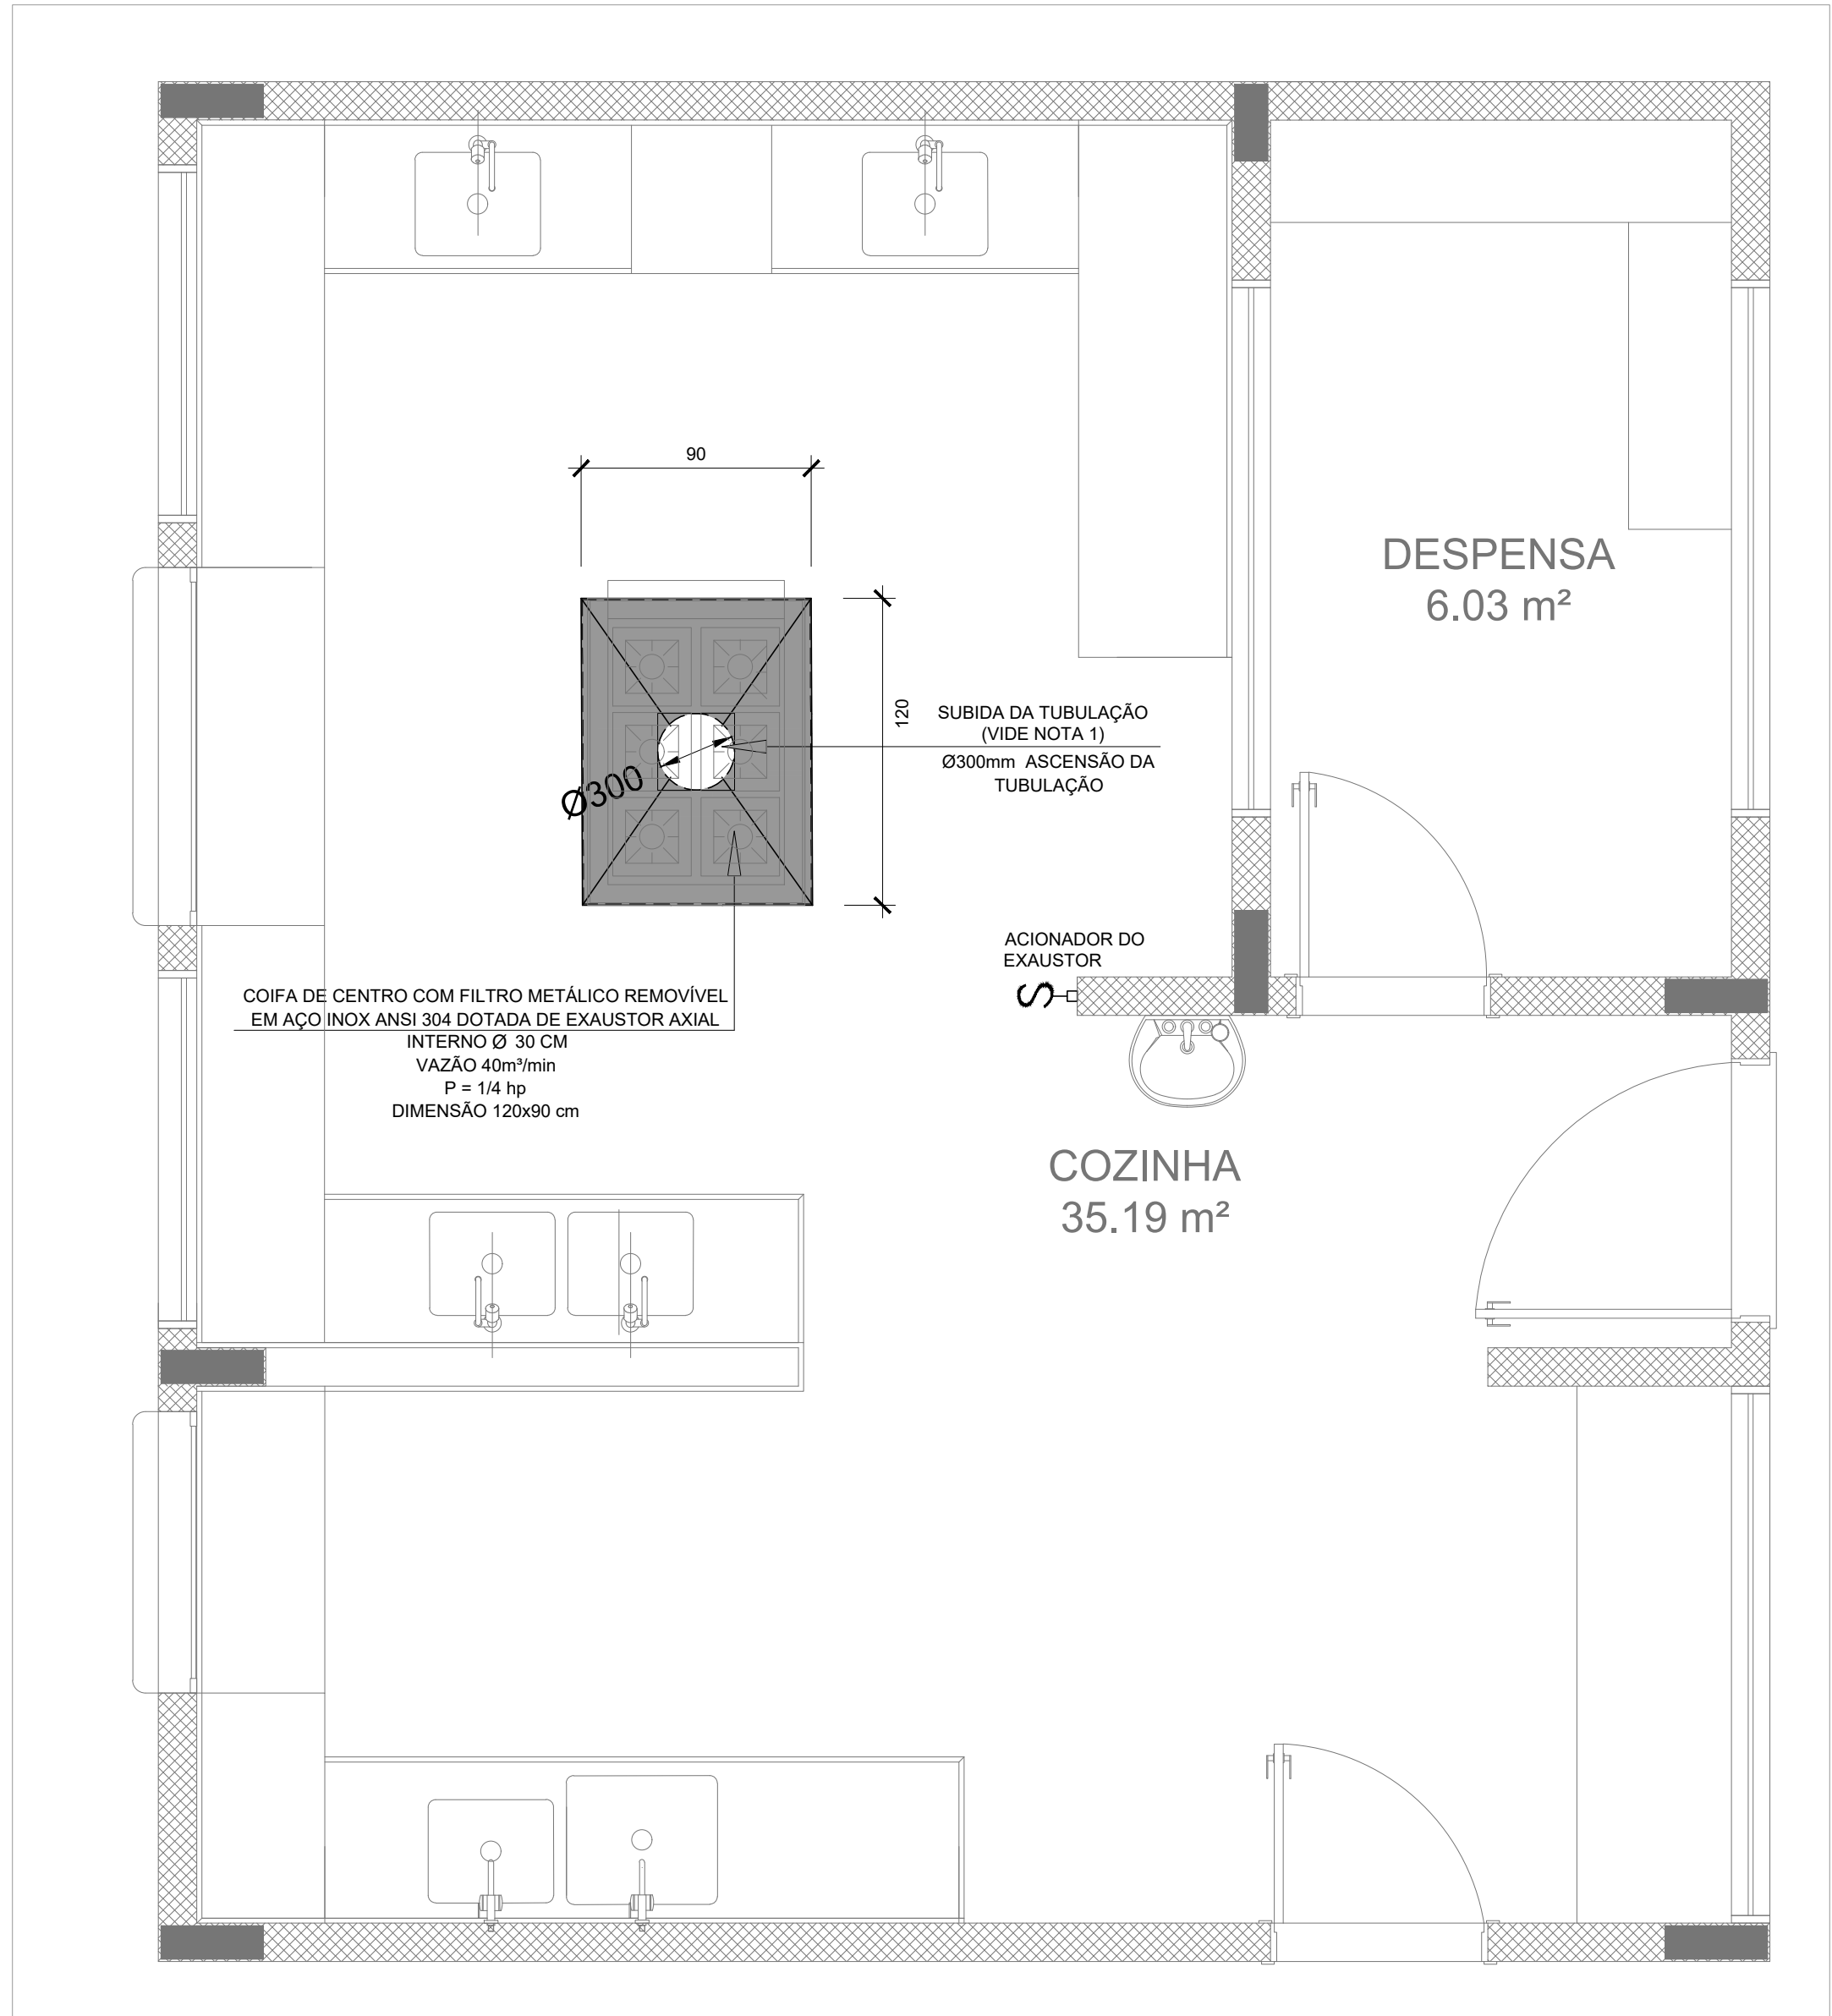 90
DESPENSA
6.03 m²
120
SUBIDA DA TUBULAÇÃO
(VIDE NOTA 1)
Ø300mm ASCENSÃO DA
TUBULAÇÃO
Ø300
ACIONADOR DO
EXAUSTOR
S
COIFA DE CENTRO COM FILTRO METÁLICO REMOVÍVEL
EM AÇO INOX ANSI 304 DOTADA DE EXAUSTOR AXIAL
INTERNO Ø 30 CM
VAZÃO 40m³/min
P = 1/4 hp
DIMENSÃO 120x90 cm
COZINHA
35.19 m²